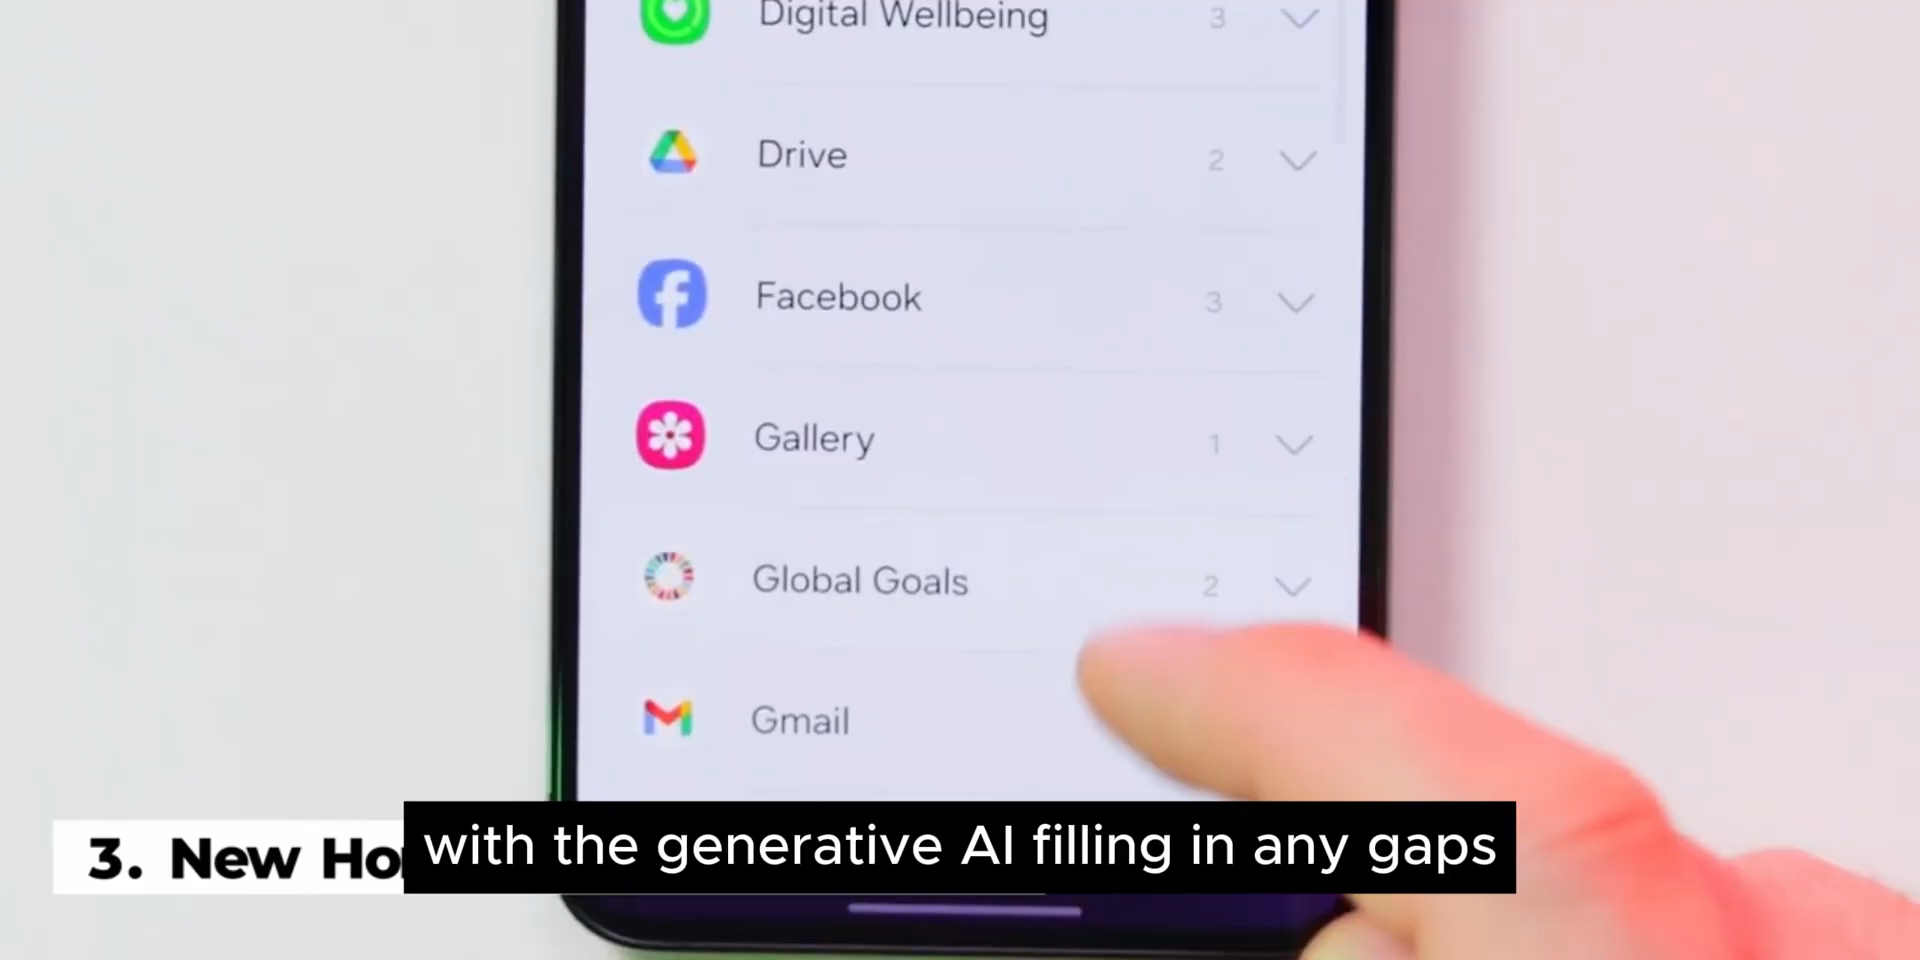 Digital Wellbeing 3
Drive 2
Facebook 3
Gallery 1
Global Goals 2
Gmail
3. New
with the generative AI filling in any gaps